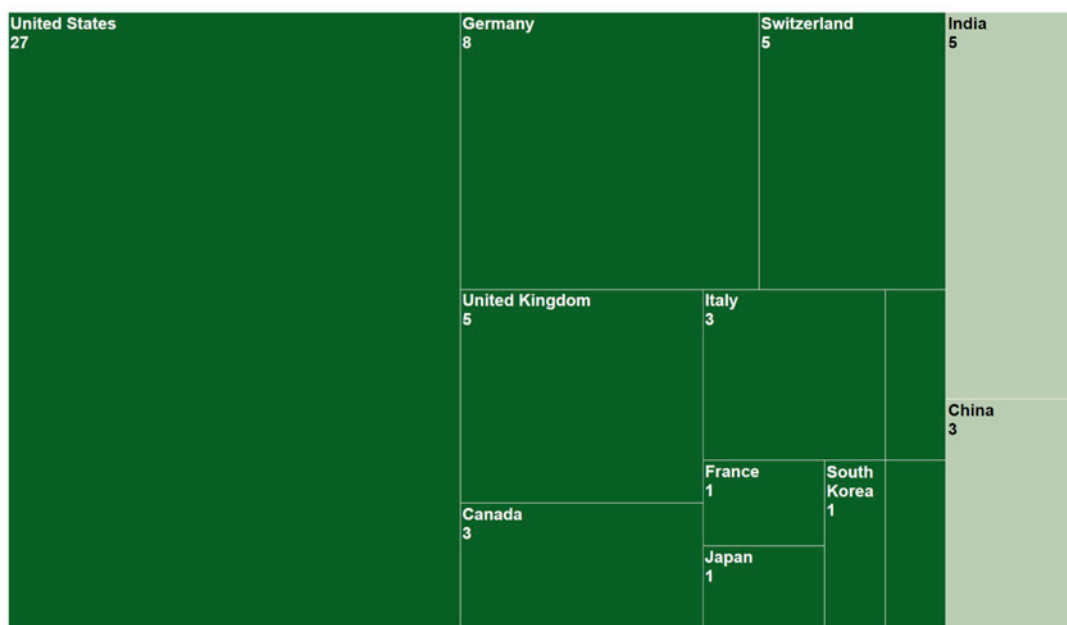 United States
27
Germany
8
Switzerland
5
India
5
United Kingdom
5
Italy
3
China
3
France
1
South
Korea
1
Canada
3
Japan
1